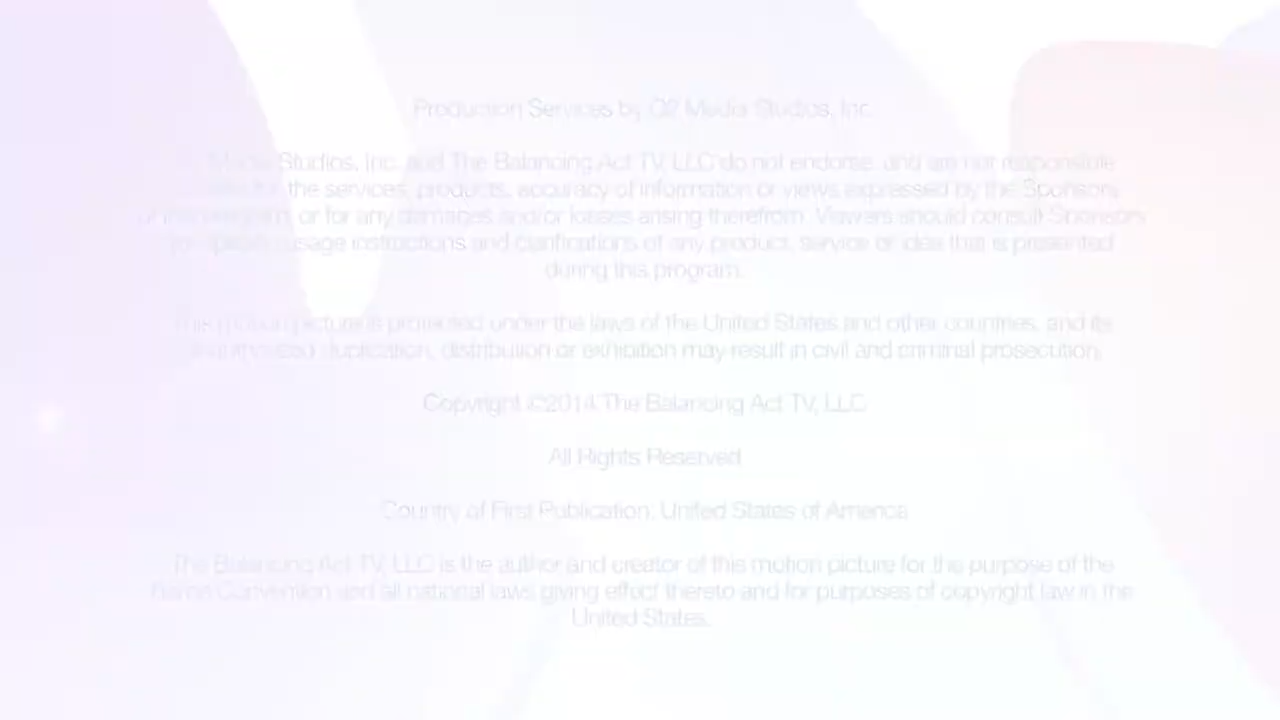 Production Services by O2 Media Studios, Inc.
Media Studios, Inc. and The Balancing Act TV, LLC do not endorse, and are not responsible
the services, products, accuracy of information or views expressed by the Sponsors
or for any damages and/or losses arising therefrom. Viewers should consult Sponsors
usage instructions and clarifications of any product, service or idea that is presented
during this program.
This motion picture is protected under the laws of the United States and other countries, and its
unauthorized duplication, distribution or exhibition may result in civil and criminal prosecution.
Copyright ©2014 The Balancing Act TV, LLC
All Rights Reserved
Country of First Publication: United States of America
The Balancing Act TV, LLC is the author and creator of this motion picture for the purpose of the
Berne Convention and all national laws giving effect thereto and for purposes of copyright law in the
United States.